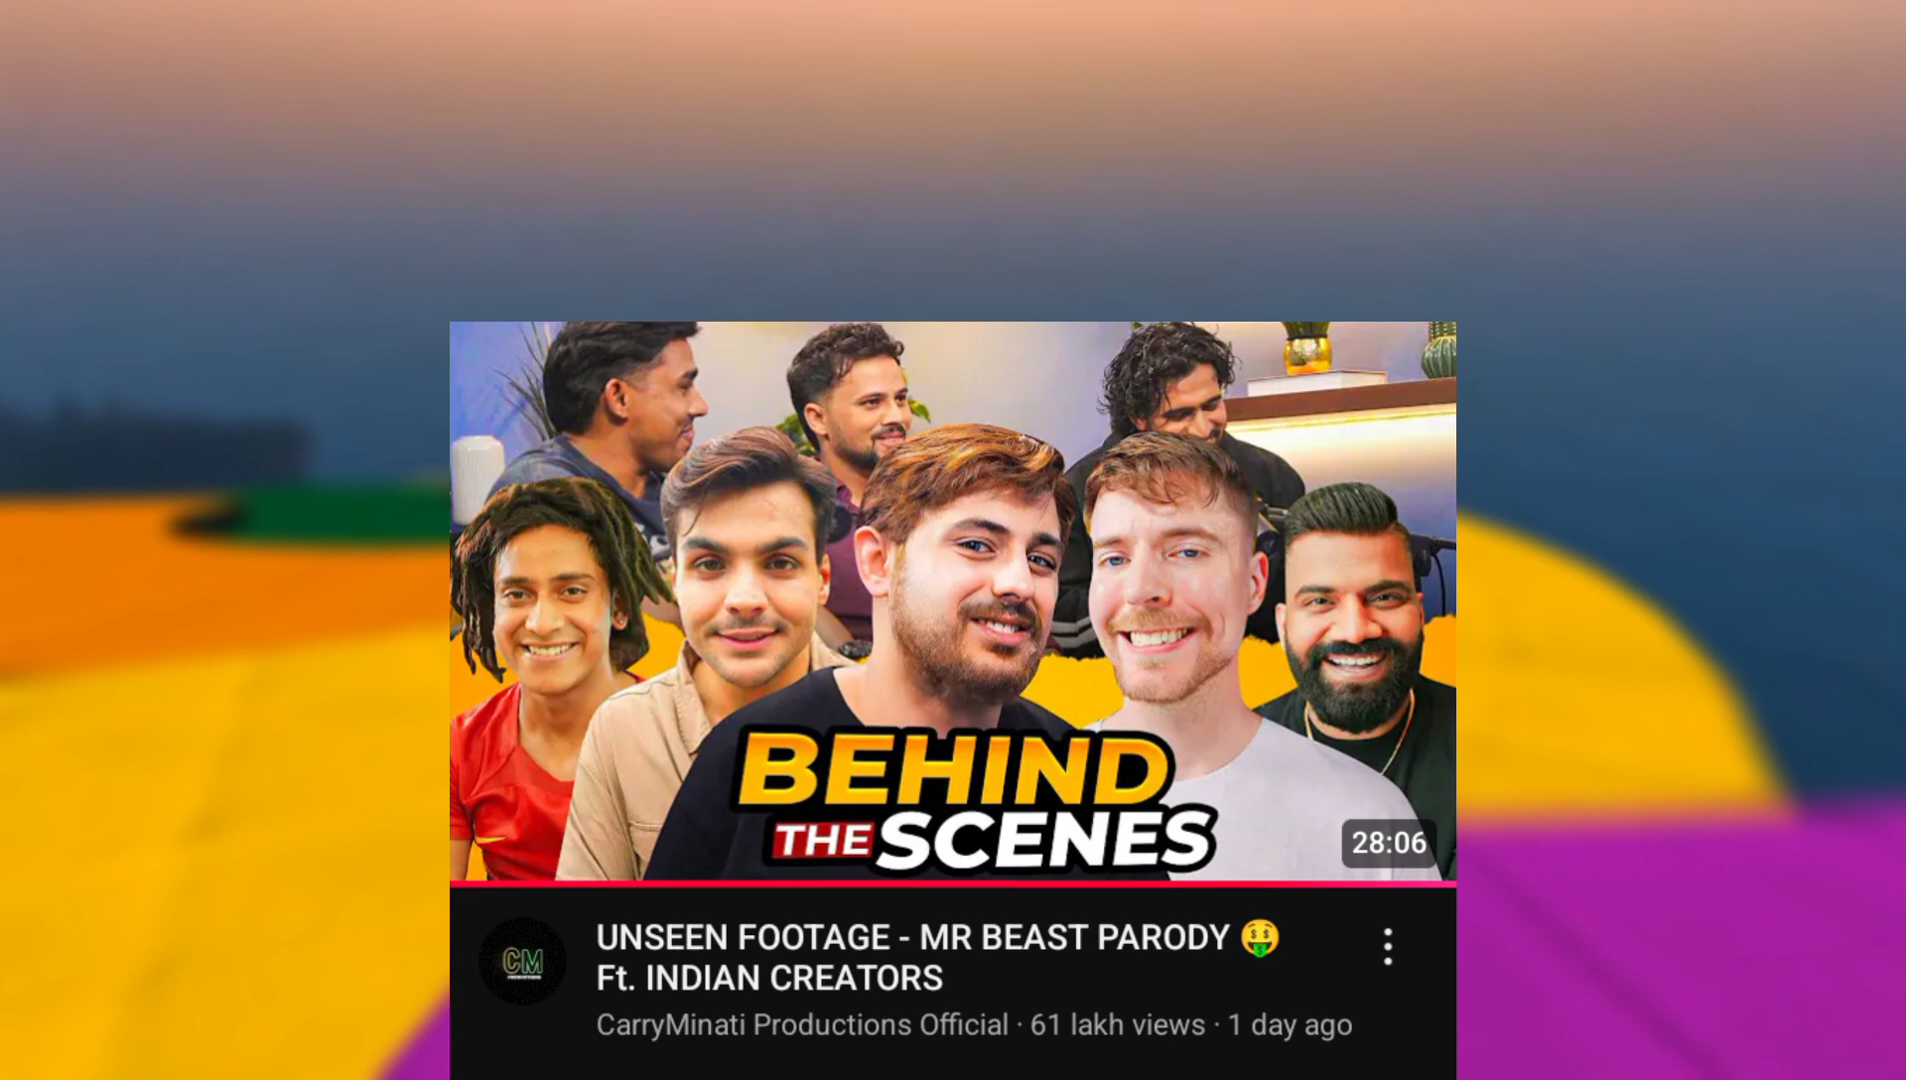 BEHIND
THE SCENES
28:06
CM
PRODUCTIONS
UNSEEN FOOTAGE - MR BEAST PARODY 🤑
Ft. INDIAN CREATORS
CarryMinati Productions Official · 61 lakh views · 1 day ago